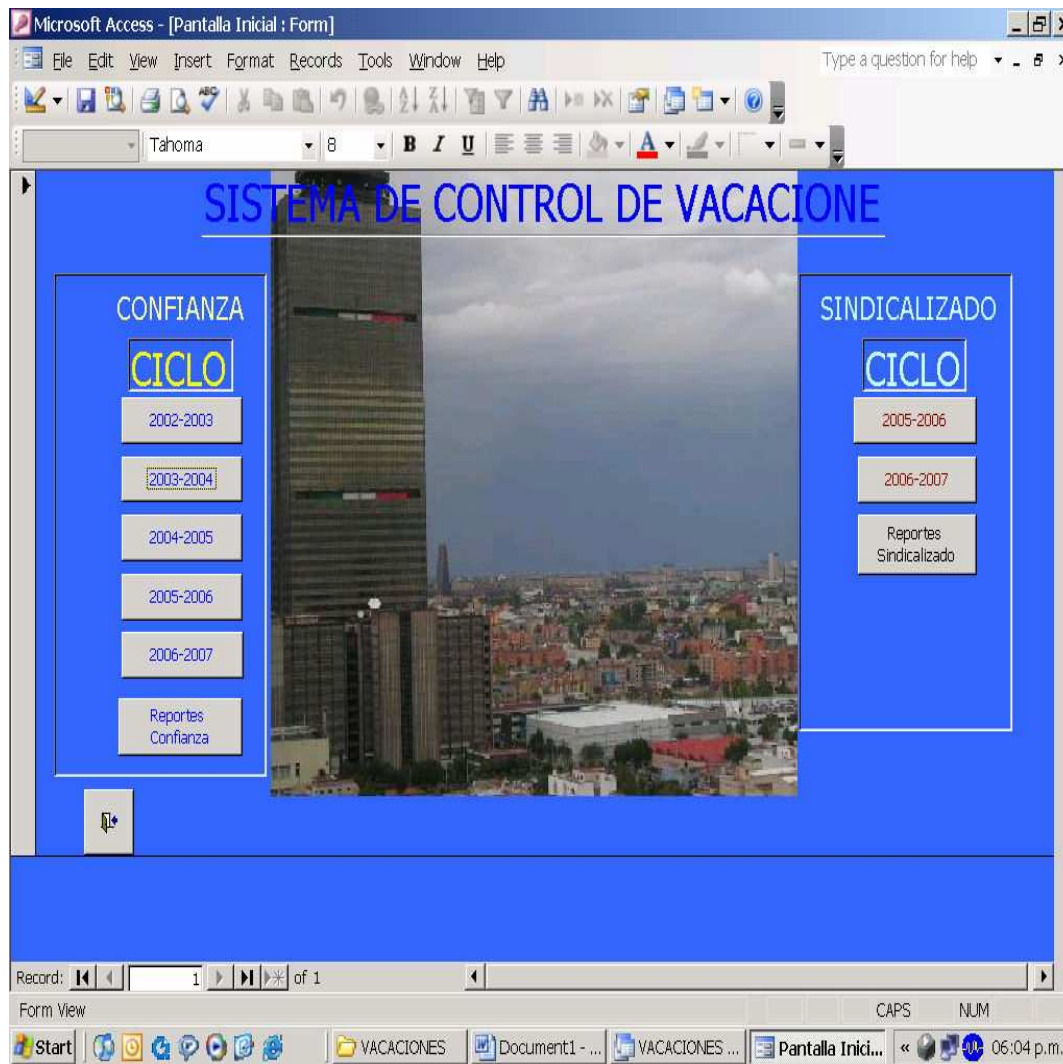 Microsoft Access - [Pantalla Inicial : Form]
File Edit View Insert Format Records Tools Window Help
Type a question for help
Tahoma 8 B I U A
SISTEMA DE CONTROL DE VACACIONE
CONFIANZA
CICLO
2002-2003
2003-2004
2004-2005
2005-2006
2006-2007
Reportes
Confianza
SINDICALIZADO
CICLO
2005-2006
2006-2007
Reportes
Sindicalizado
Record: 1 of 1
Form View CAPS NUM
Start VACACIONES Document1 - ... VACACIONES ... Pantalla Inici... « 06:04 p.m